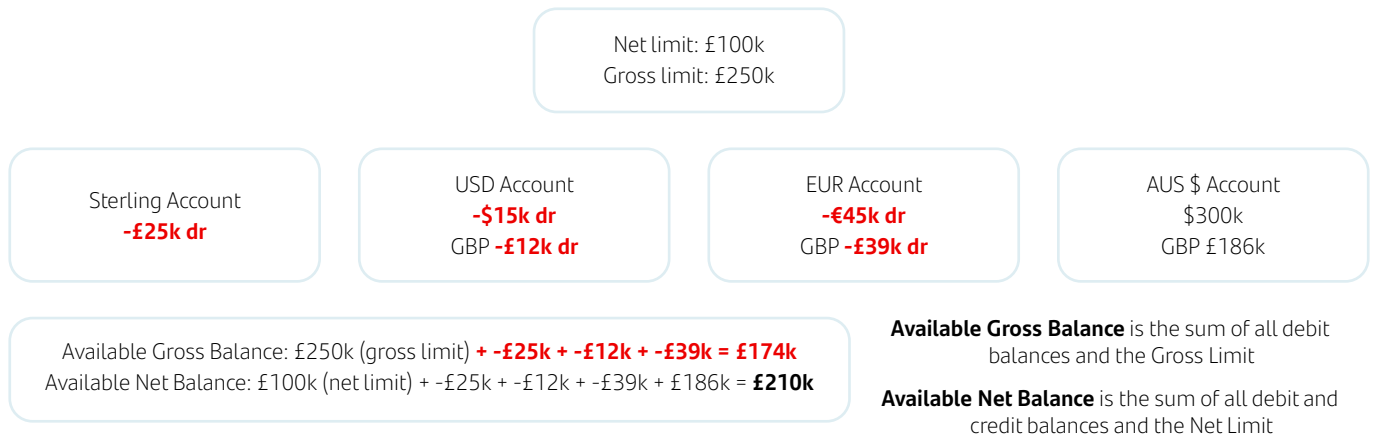 Net limit: £100k
Gross limit: £250k
Sterling Account
-£25k dr
USD Account
-$15k dr
GBP -£12k dr
EUR Account
-€45k dr
GBP -£39k dr
AUS $ Account
$300k
GBP £186k
Available Gross Balance: £250k (gross limit) + -£25k + -£12k + -£39k = £174k
Available Net Balance: £100k (net limit) + -£25k + -£12k + -£39k + £186k = £210k
Available Gross Balance is the sum of all debit
balances and the Gross Limit
Available Net Balance is the sum of all debit and
credit balances and the Net Limit